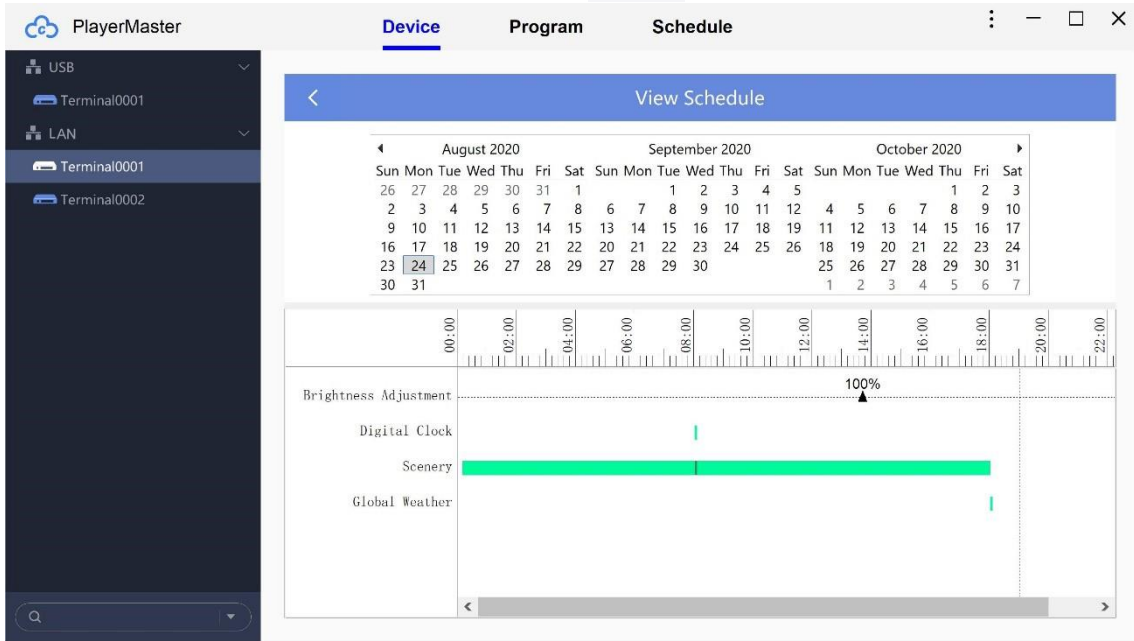 PlayerMaster Device Program Schedule
USB
Terminal0001
LAN
Terminal0001
Terminal0002
View Schedule
August 2020 September 2020 October 2020
Sun Mon Tue Wed Thu Fri Sat Sun Mon Tue Wed Thu Fri Sat Sun Mon Tue Wed Thu Fri Sat
26 27 28 29 30 31 1 1 2 3 4 5 1 2 3
2 3 4 5 6 7 8 6 7 8 9 10 11 12 4 5 6 7 8 9 10
9 10 11 12 13 14 15 13 14 15 16 17 18 19 11 12 13 14 15 16 17
16 17 18 19 20 21 22 20 21 22 23 24 25 26 18 19 20 21 22 23 24
23 24 25 26 27 28 29 27 28 29 30 25 26 27 28 29 30 31
30 31 1 2 3 4 5 6 7
00:00 02:00 04:00 06:00 08:00 10:00 12:00 14:00 16:00 18:00 20:00 22:00
100%
Brightness Adjustment
Digital Clock
Scenery
Global Weather